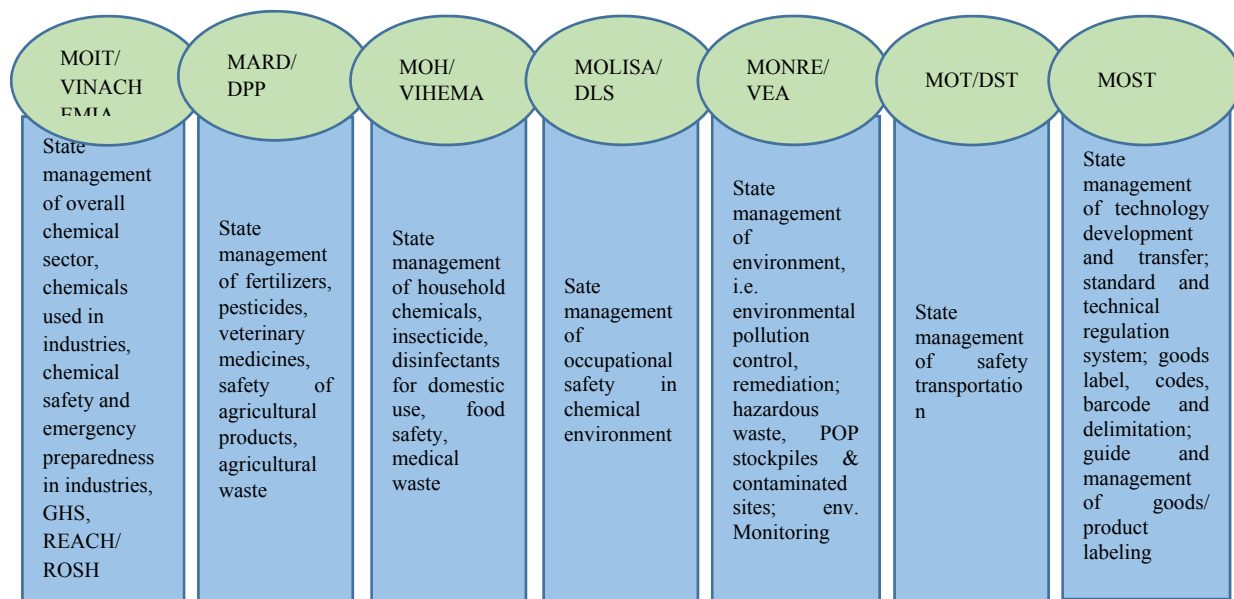 MOIT/
VINACH
EMIA
State
management
of overall
chemical
sector,
chemicals
used in
industries,
chemical
safety and
emergency
preparedness
in industries,
GHS,
REACH/
ROSH
MARD/
DPP
State
management
of fertilizers,
pesticides,
veterinary
medicines,
safety of
agricultural
products,
agricultural
waste
MOH/
VIHEMA
State
management
of household
chemicals,
insecticide,
disinfectants
for domestic
use, food
safety,
medical
waste
MOLISA/
DLS
Sate
management
of
occupational
safety in
chemical
environment
MONRE/
VEA
State
management
of
environment,
i.e.
environmental
pollution
control,
remediation;
hazardous
waste, POP
stockpiles &
contaminated
sites; env.
Monitoring
MOT/DST
State
management
of safety
transportatio
n
MOST
State
management
of technology
development
and transfer;
standard and
technical
regulation
system; goods
label, codes,
barcode and
delimitation;
guide and
management
of goods/
product
labeling